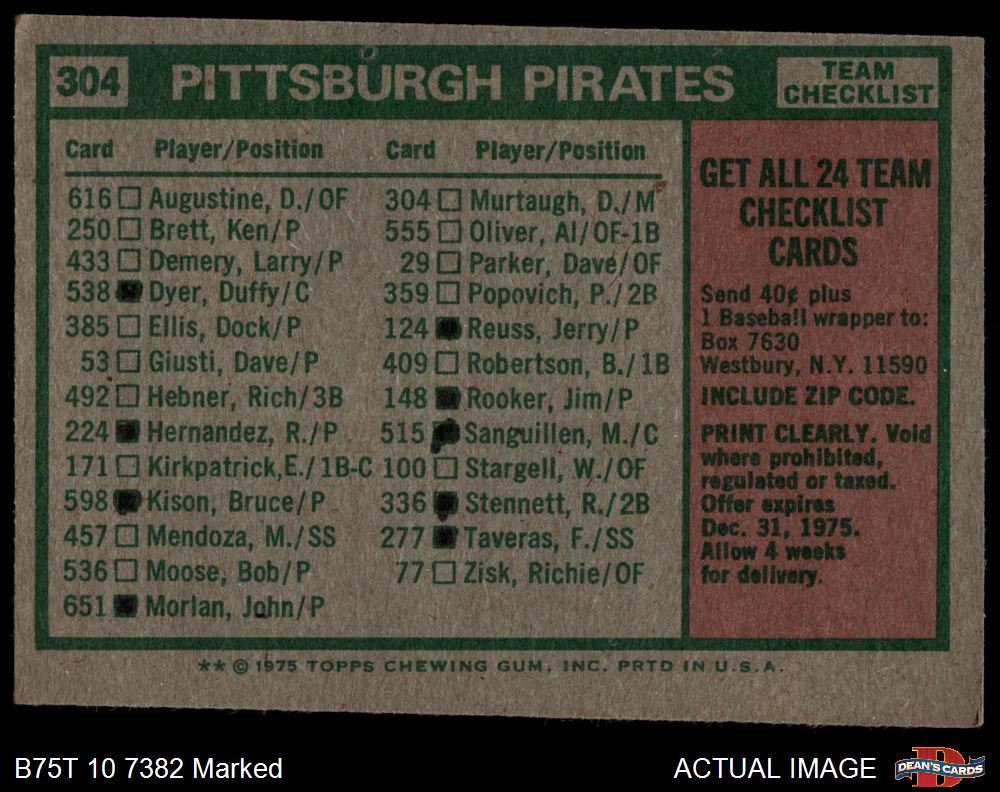 304 PITTSBURGH PIRATES TEAM CHECKLIST
Card Player/Position
616 Augustine, D./OF
250 Brett, Ken/P
433 Demery, Larry/P
538 Dyer, Duffy/C
385 Ellis, Dock/P
53 Giusti, Dave/P
492 Hebner, Rich/3B
224 Hernandez, R./P
171 Kirkpatrick,E./1B-C
598 Kison, Bruce/P
457 Mendoza, M./SS
536 Moose, Bob/P
651 Morlan, John/P
Card Player/Position
304 Murtaugh, D./M
555 Oliver, Al/OF-1B
29 Parker, Dave/OF
359 Popovich, P./2B
124 Reuss, Jerry/P
409 Robertson, B./1B
148 Rooker, Jim/P
515 Sanguillen, M./C
100 Stargell, W./OF
336 Stennett, R./2B
277 Taveras, F./SS
77 Zisk, Richie/OF
GET ALL 24 TEAM
CHECKLIST
CARDS
Send 40¢ plus
1 Baseball wrapper to:
Box 7630
Westbury, N.Y. 11590
INCLUDE ZIP CODE.
PRINT CLEARLY. Void
where prohibited,
regulated or taxed.
Offer expires
Dec. 31, 1975.
Allow 4 weeks
for delivery.
** © 1975 TOPPS CHEWING GUM, INC. PRTD IN U.S.A.
B75T 10 7382 Marked
ACTUAL IMAGE
DEAN'S CARDS